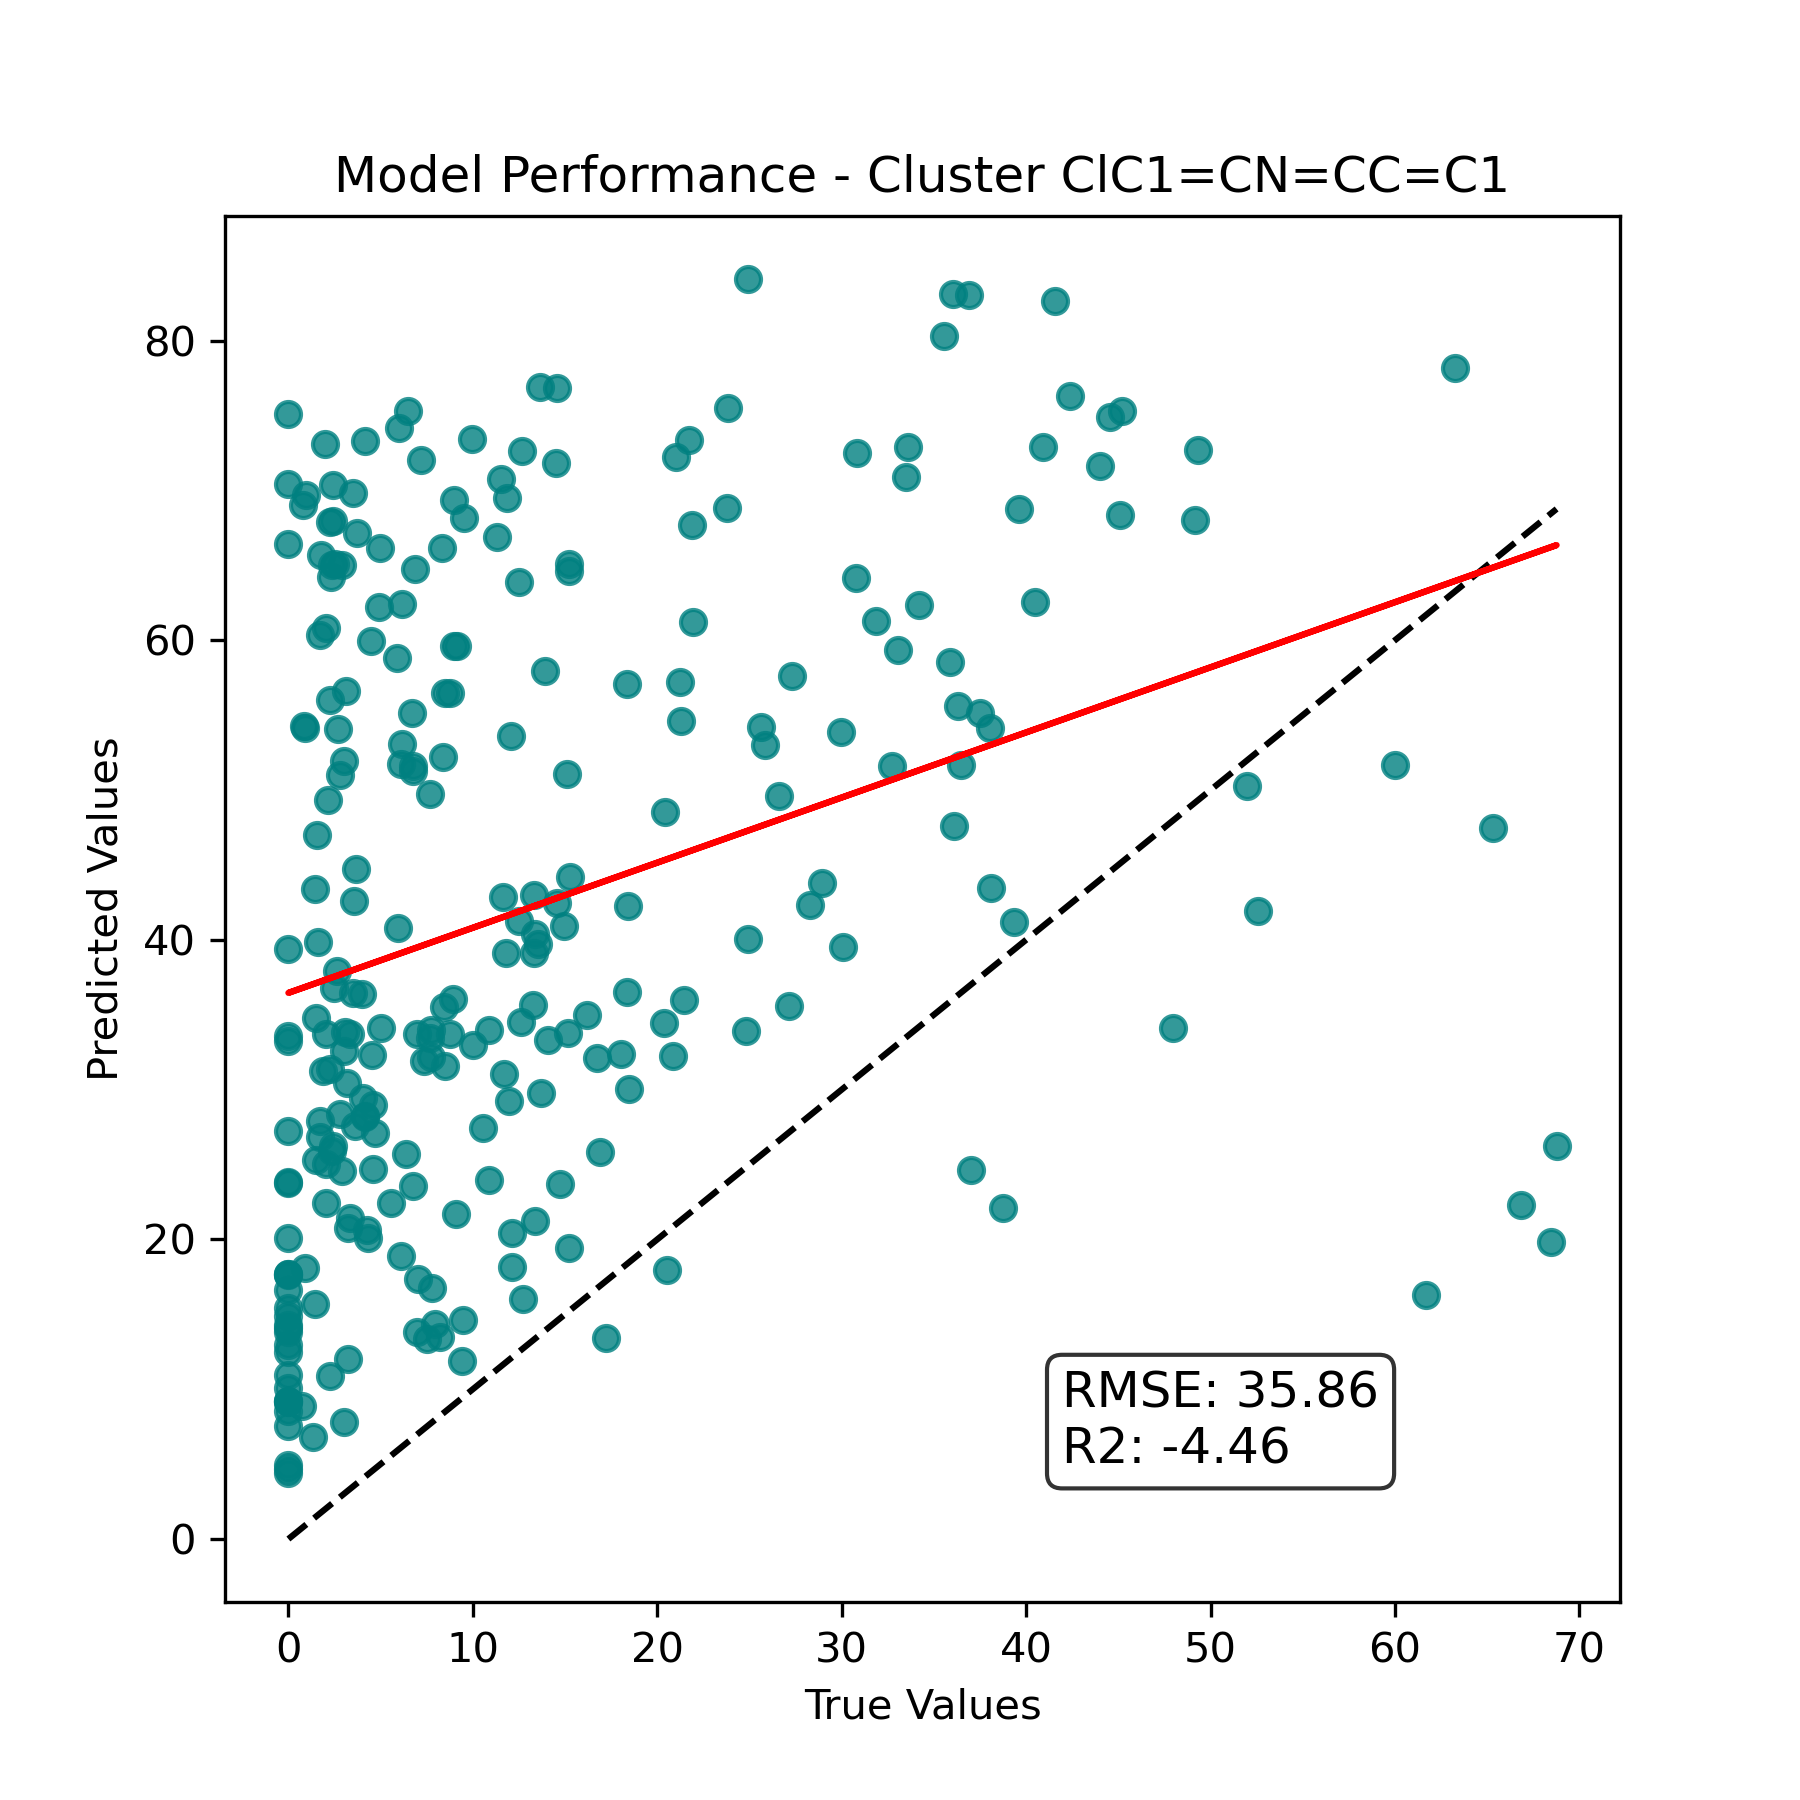 Model Performance - Cluster ClC1=CN=CC=C1
80
60
40
20
0
Predicted Values
RMSE: 35.86
R2: -4.46
0 10 20 30 40 50 60 70
True Values